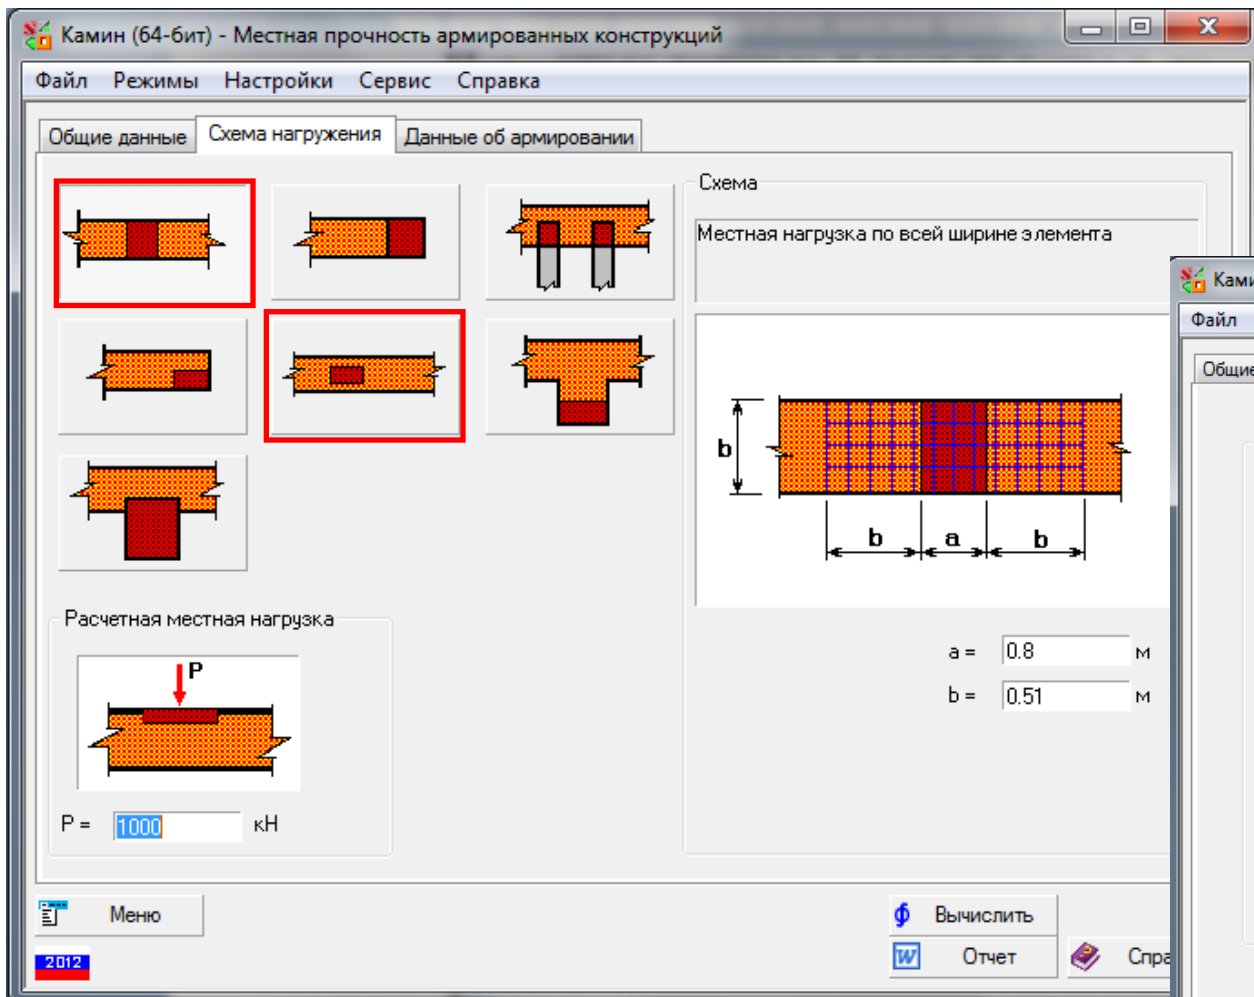 Камин (64-бит) - Местная прочность армированных конструкций
Файл Режимы Настройки Сервис Справка
Общие данные Схема нагружения Данные об армировании
Схема
Местная нагрузка по всей ширине элемента
Ками
Файл
Общие
b
b a b
Расчетная местная нагрузка
P
a = 0.8 м
b = 0.51 м
P = 1000 кН
Меню
Вычислить
2012
Отчет
Спра